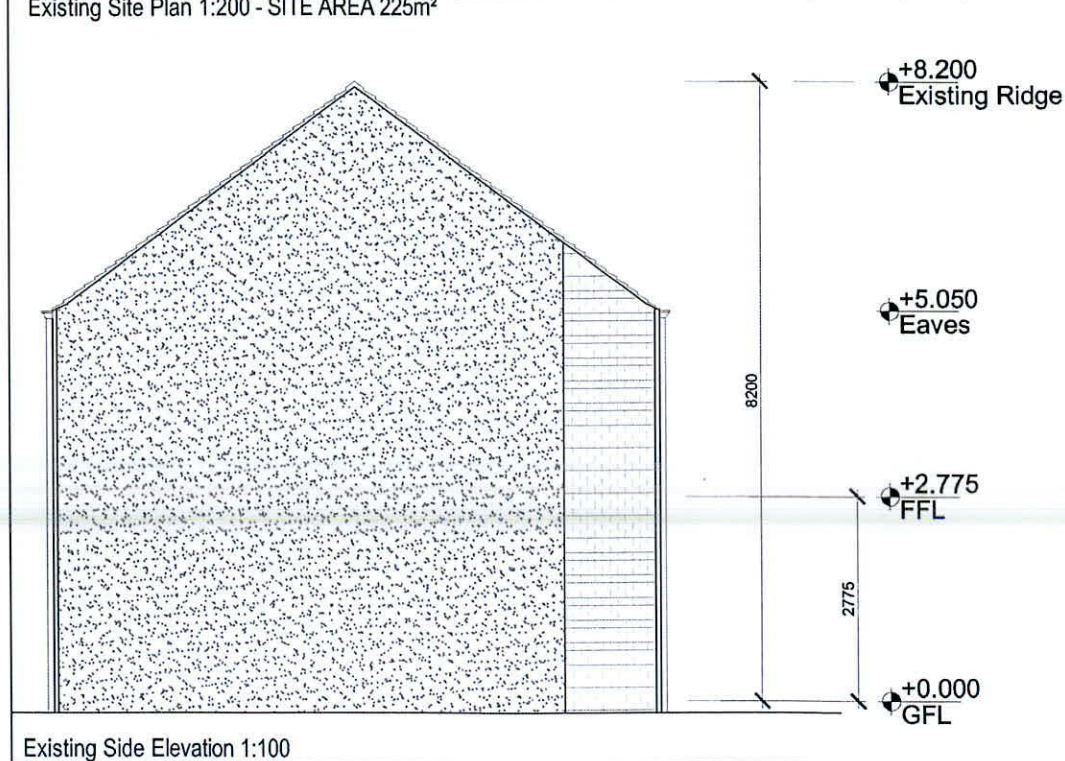 Existing Site Plan 1:200 - SITE AREA 225m²
+8.200
Existing Ridge
+5.050
Eaves
8200
+2.775
FFL
2775
+0.000
GFL
Existing Side Elevation 1:100